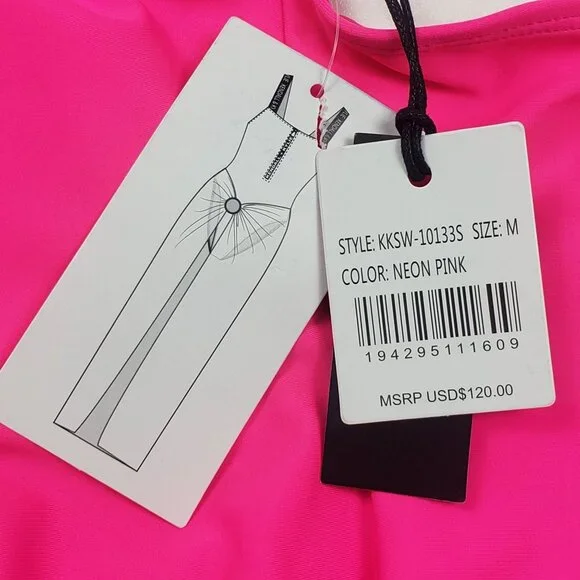 STYLE: KKSW-10133S SIZE: M
COLOR: NEON PINK
194295111609
MSRP USD$120.00